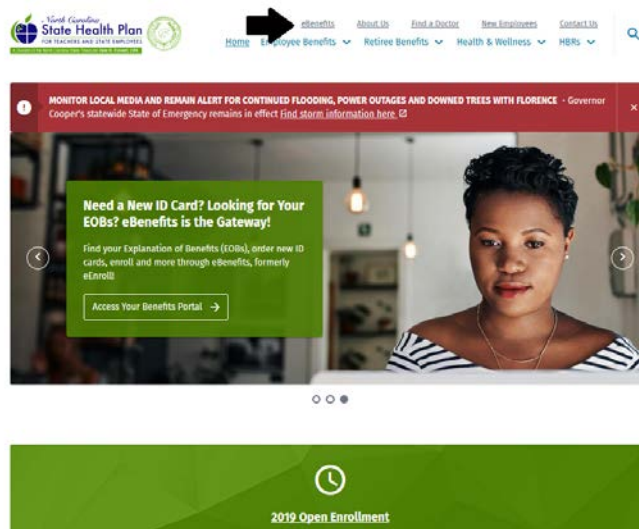 North Carolina
State Health Plan
FOR TEACHERS AND STATE EMPLOYEES
eBenefits About Us Find a Doctor New Employees Contact Us
Home Employee Benefits Retiree Benefits Health & Wellness HBRs
MONITOR LOCAL MEDIA AND REMAIN ALERT FOR CONTINUED FLOODING, POWER OUTAGES AND DOWNED TREES WITH FLORENCE - Governor
Cooper's statewide State of Emergency remains in effect Find storm information here.
Need a New ID Card? Looking for Your
EOBs? eBenefits is the Gateway!
Find your Explanation of Benefits (EOBs), order new ID
cards, enroll and more through eBenefits, formerly
eEnroll!
Access Your Benefits Portal →
2019 Open Enrollment